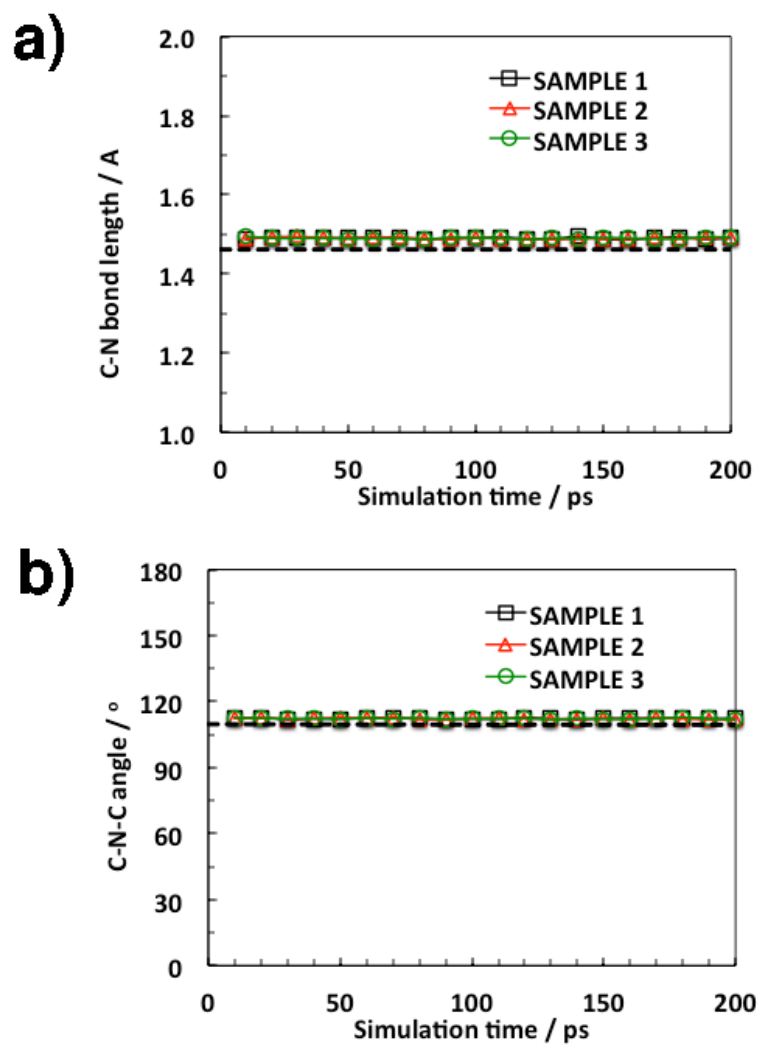 a)
2.0
1.8
1.6
1.4
1.2
1.0
C-N bond length / A
SAMPLE 1
SAMPLE 2
SAMPLE 3
0 50 100 150 200
Simulation time / ps
b)
180
150
120
90
60
30
0
C-N-C angle / º
SAMPLE 1
SAMPLE 2
SAMPLE 3
0 50 100 150 200
Simulation time / ps